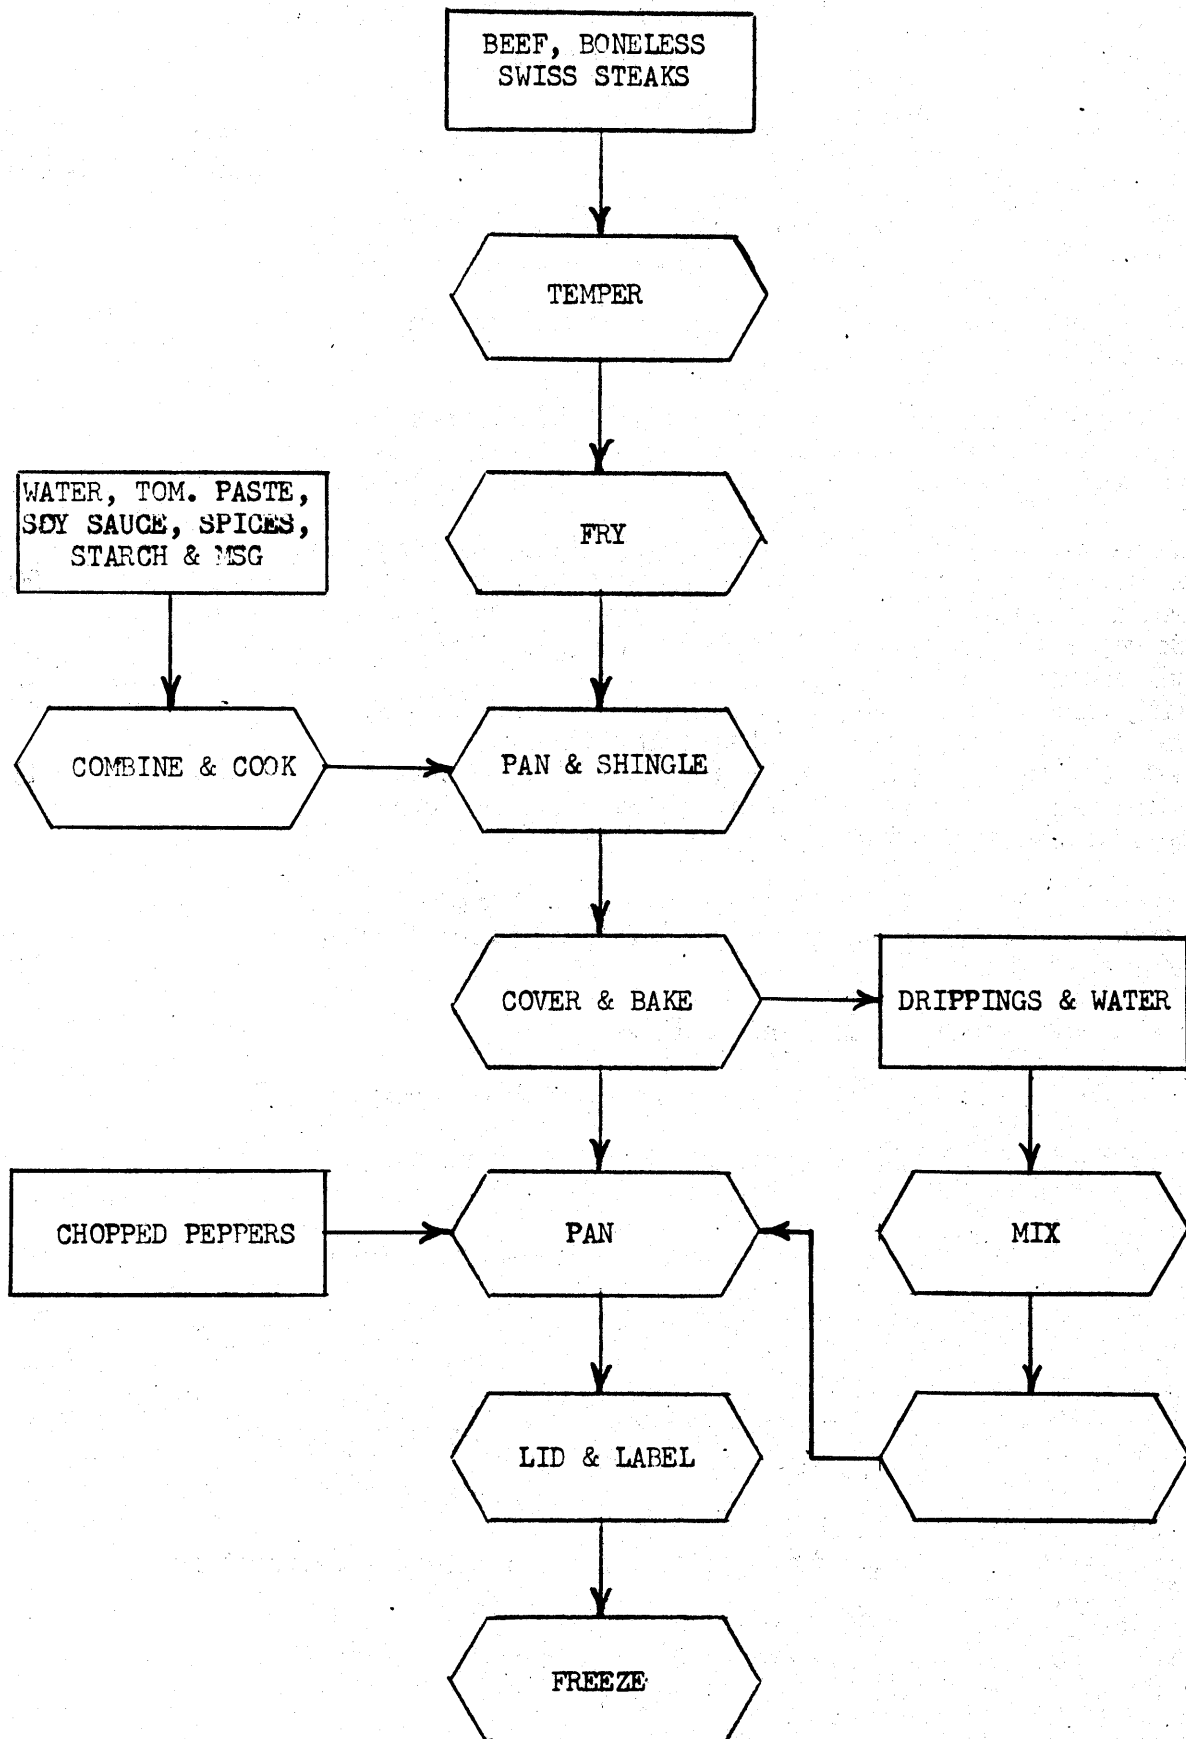 BEEF, BONELESS
SWISS STEAKS
TEMPER
WATER, TOM. PASTE,
SOY SAUCE, SPICES,
STARCH & MSG
FRY
COMBINE & COOK
PAN & SHINGLE
COVER & BAKE
DRIPPINGS & WATER
CHOPPED PEPPERS
PAN
MIX
LID & LABEL
FREEZE